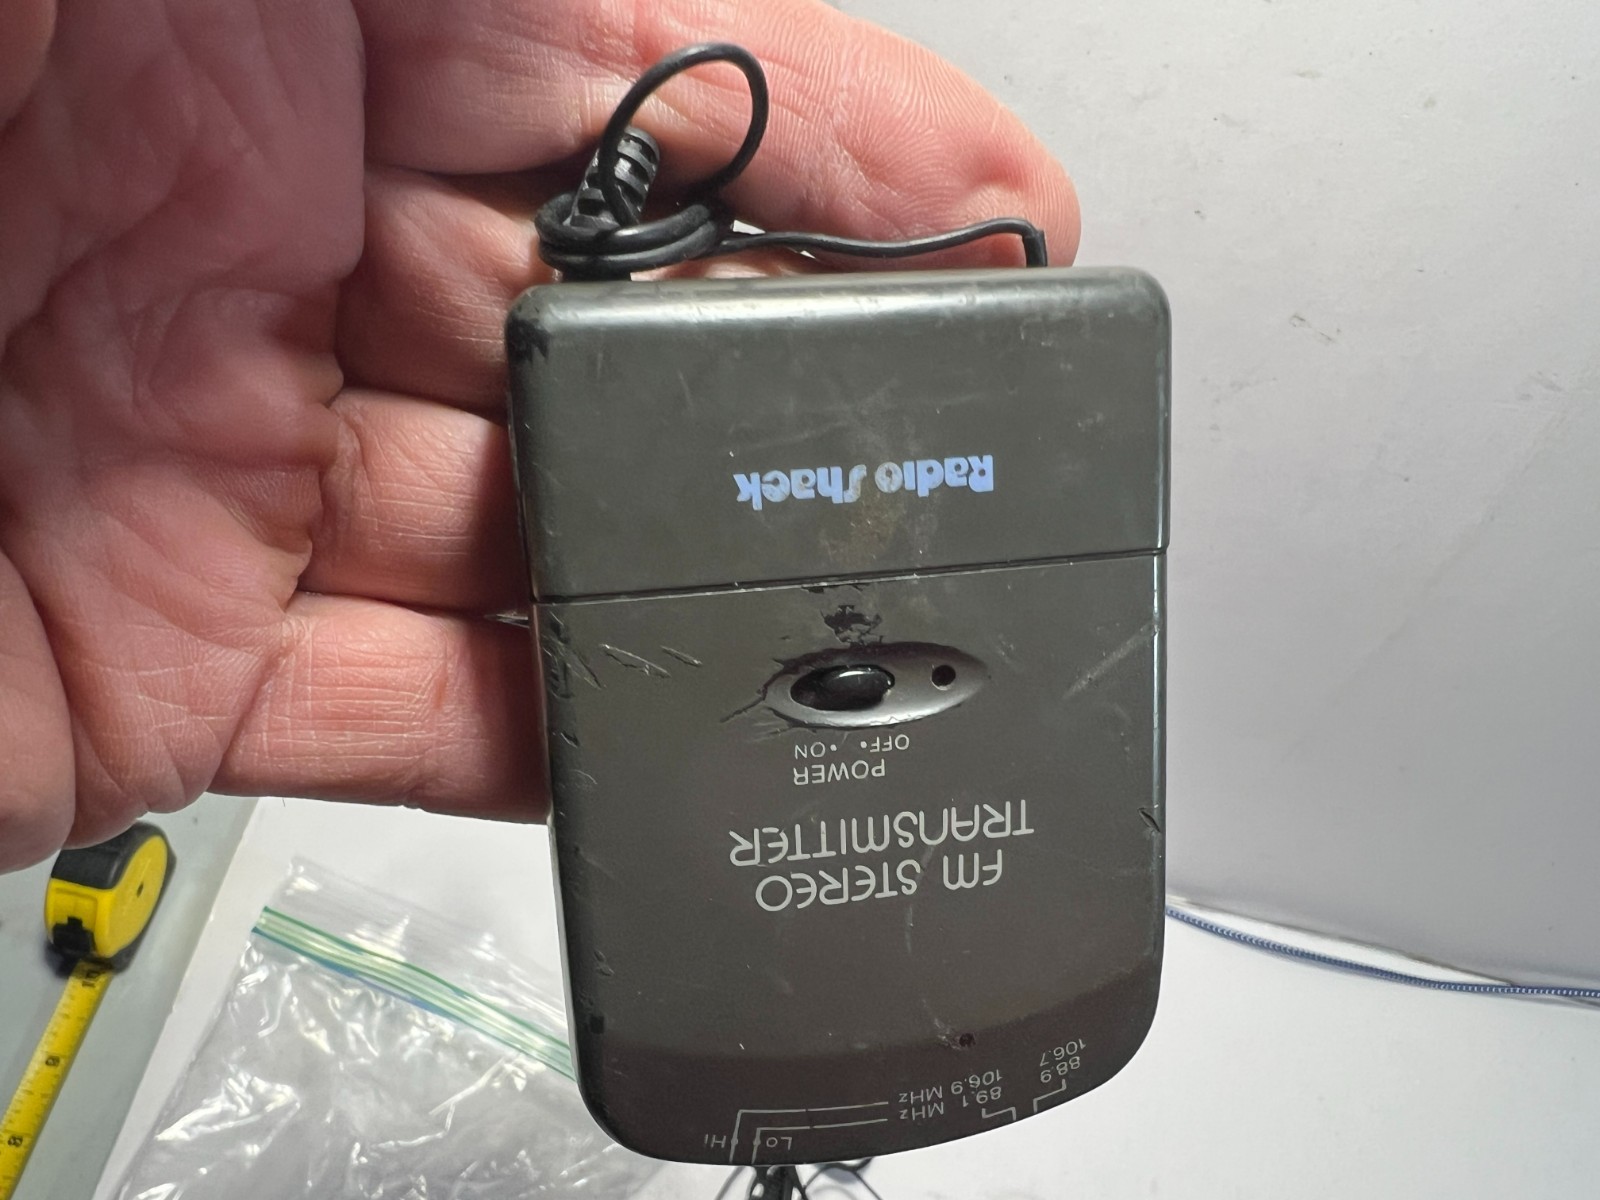 Lo Hi
88.9 89.1 MHz
106.7 106.9 MHz
FM STEREO
TRANSMITTER
POWER
OFF • • ON
Radio Shack